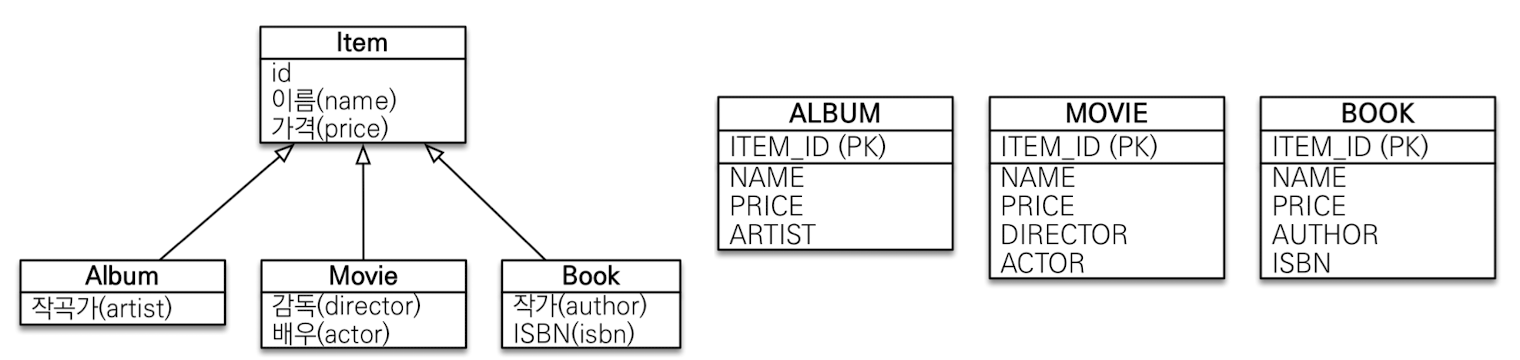 Item
id
이름(name)
가격(price)
Album
작곡가(artist)
Movie
감독(director)
배우(actor)
Book
작가(author)
ISBN(isbn)
ALBUM
ITEM_ID (PK)
NAME
PRICE
ARTIST
MOVIE
ITEM_ID (PK)
NAME
PRICE
DIRECTOR
ACTOR
BOOK
ITEM_ID (PK)
NAME
PRICE
AUTHOR
ISBN